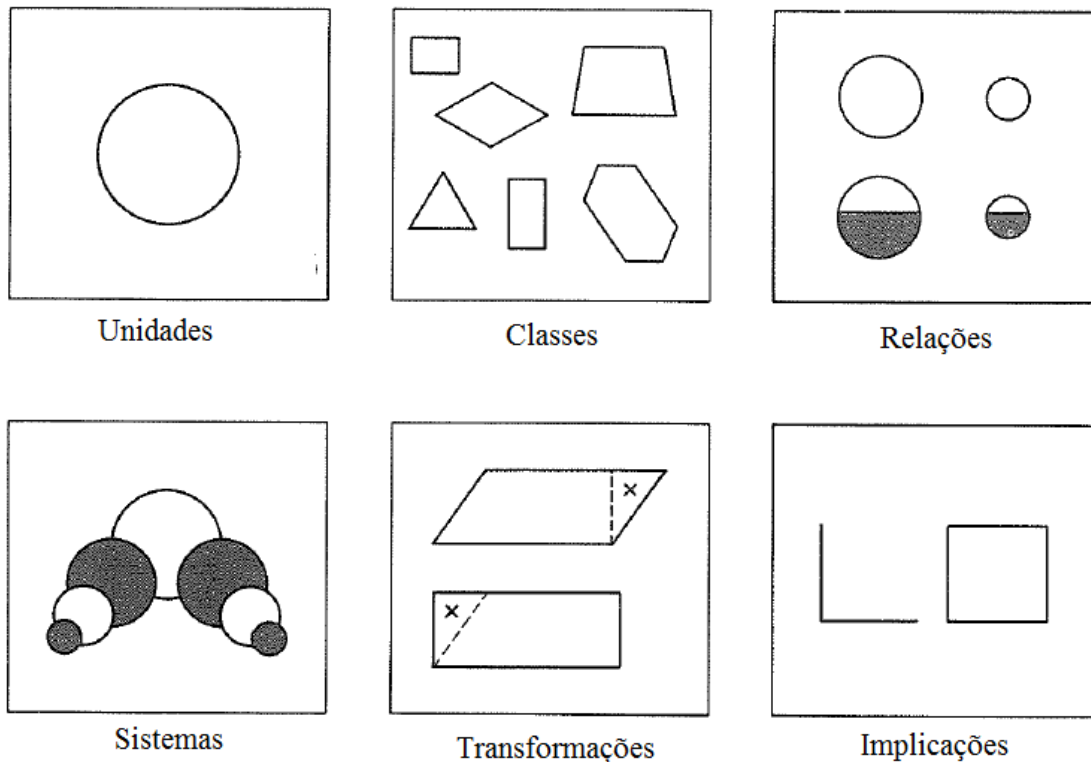 Unidades
Classes
Relações
Sistemas
Transformações
Implicações